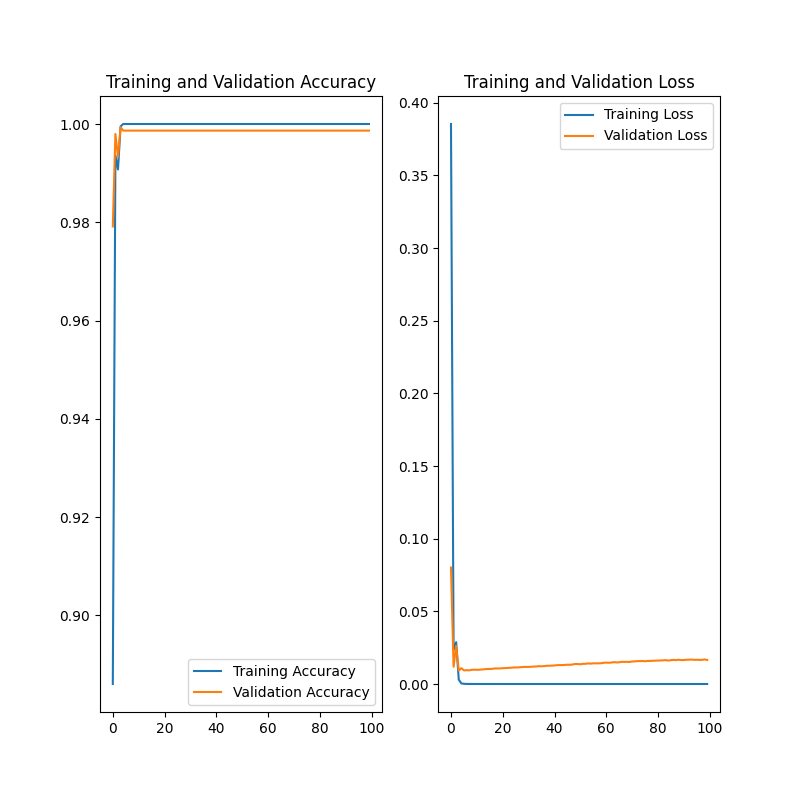 Training and Validation Accuracy
1.00
0.98
0.96
0.94
0.92
0.90
Training Accuracy
Validation Accuracy
0 20 40 60 80 100
Training and Validation Loss
0.40
0.35
0.30
0.25
0.20
0.15
0.10
0.05
0.00
Training Loss
Validation Loss
0 20 40 60 80 100